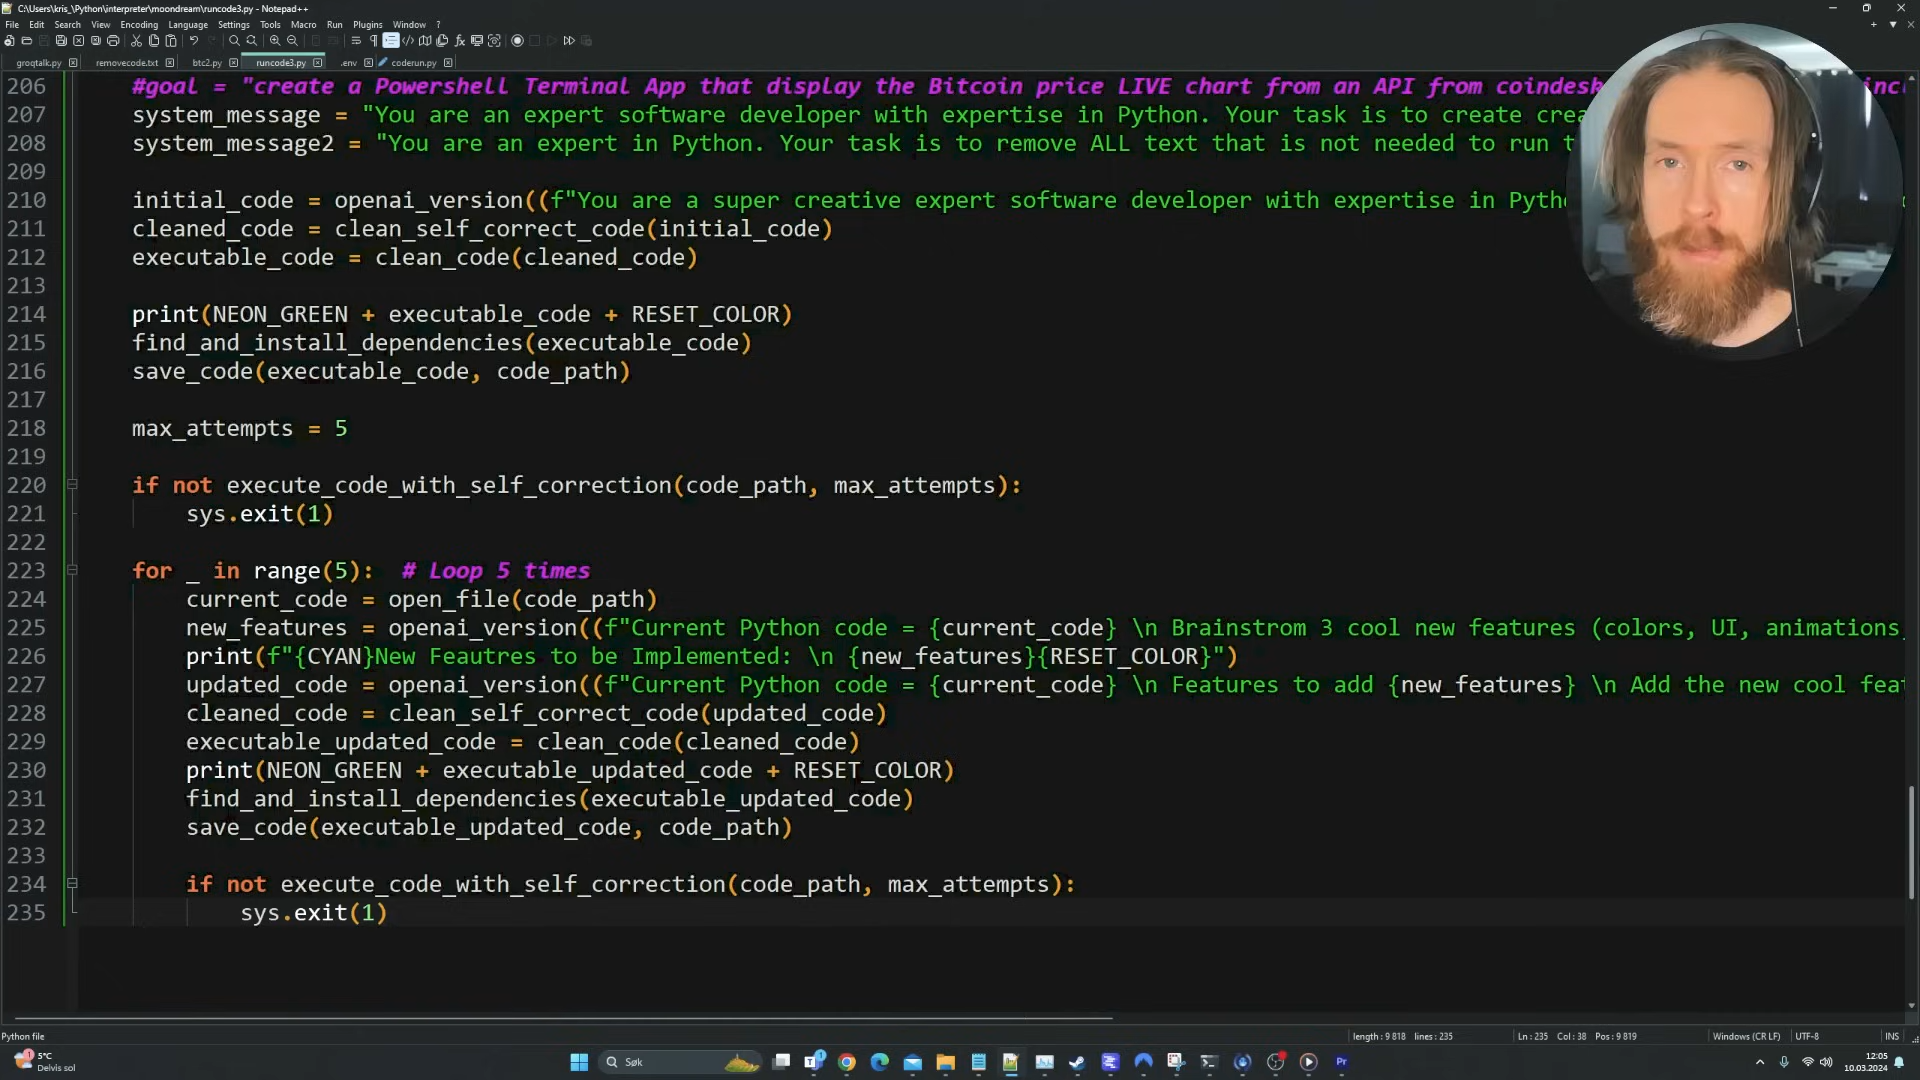 C:\Users\kris_\Python\interpreter\moondream\runcode3.py - Notepad++
File Edit Search View Encoding Language Settings Tools Macro Run Plugins Window ?
groqtalk.py removecode.txt btc2.py runcode3.py .env coderun.py
206 #goal = "create a Powershell Terminal App that display the Bitcoin price LIVE chart from an API from coindesk
207 system_message = "You are an expert software developer with expertise in Python. Your task is to create crea
208 system_message2 = "You are an expert in Python. Your task is to remove ALL text that is not needed to run t
209
210 initial_code = openai_version((f"You are a super creative expert software developer with expertise in Pytho
211 cleaned_code = clean_self_correct_code(initial_code)
212 executable_code = clean_code(cleaned_code)
213
214 print(NEON_GREEN + executable_code + RESET_COLOR)
215 find_and_install_dependencies(executable_code)
216 save_code(executable_code, code_path)
217
218 max_attempts = 5
219
220 if not execute_code_with_self_correction(code_path, max_attempts):
221 sys.exit(1)
222
223 for _ in range(5): # Loop 5 times
224 current_code = open_file(code_path)
225 new_features = openai_version((f"Current Python code = {current_code} \n Brainstrom 3 cool new features (colors, UI, animations,
226 print(f"{CYAN}New Feautres to be Implemented: \n {new_features}{RESET_COLOR}")
227 updated_code = openai_version((f"Current Python code = {current_code} \n Features to add {new_features} \n Add the new cool feat
228 cleaned_code = clean_self_correct_code(updated_code)
229 executable_updated_code = clean_code(cleaned_code)
230 print(NEON_GREEN + executable_updated_code + RESET_COLOR)
231 find_and_install_dependencies(executable_updated_code)
232 save_code(executable_updated_code, code_path)
233
234 if not execute_code_with_self_correction(code_path, max_attempts):
235 sys.exit(1)
Python file length : 9 818 lines : 235 Ln : 235 Col : 38 Pos : 9 819 Windows (CR LF) UTF-8 INS
5°C
Delvis sol
Søk
12:05
10.03.2024